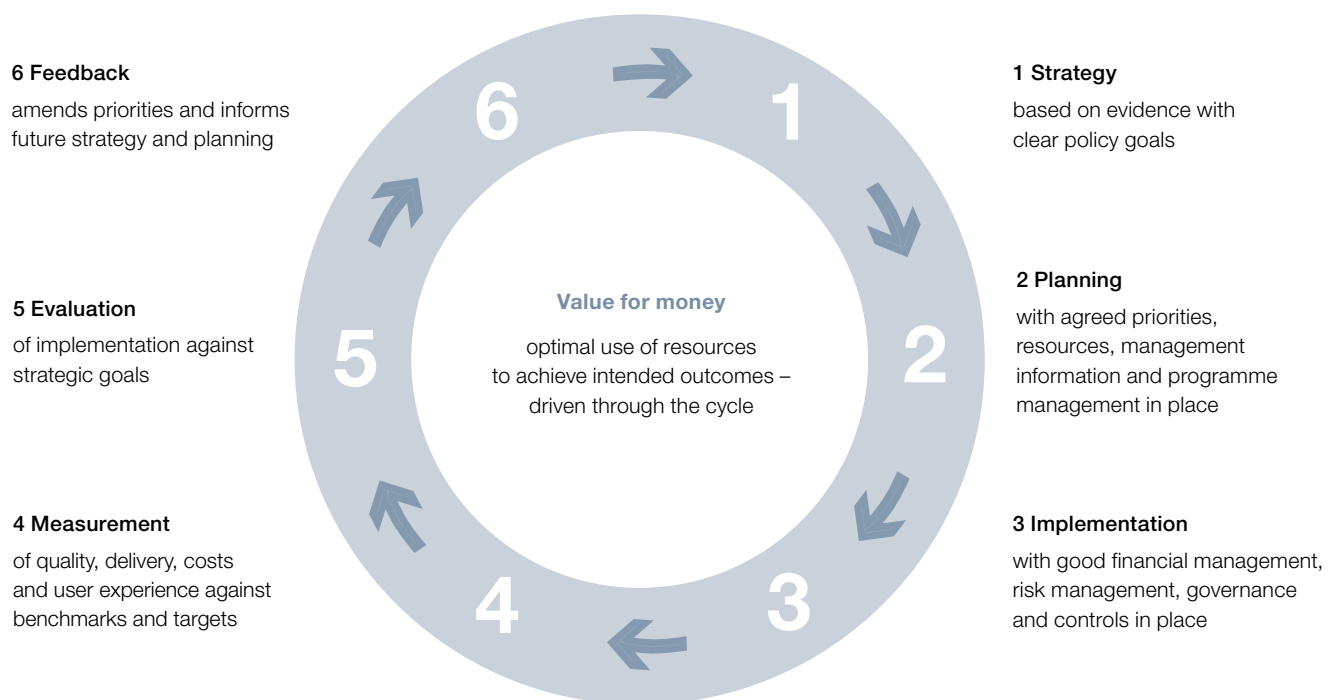 1 Strategy
based on evidence with
clear policy goals
2 Planning
with agreed priorities,
resources, management
information and programme
management in place
3 Implementation
with good financial management,
risk management, governance
and controls in place
4 Measurement
of quality, delivery, costs
and user experience against
benchmarks and targets
5 Evaluation
of implementation against
strategic goals
6 Feedback
amends priorities and informs
future strategy and planning
1
2
3
4
5
6
Value for money
optimal use of resources
to achieve intended outcomes –
driven through the cycle